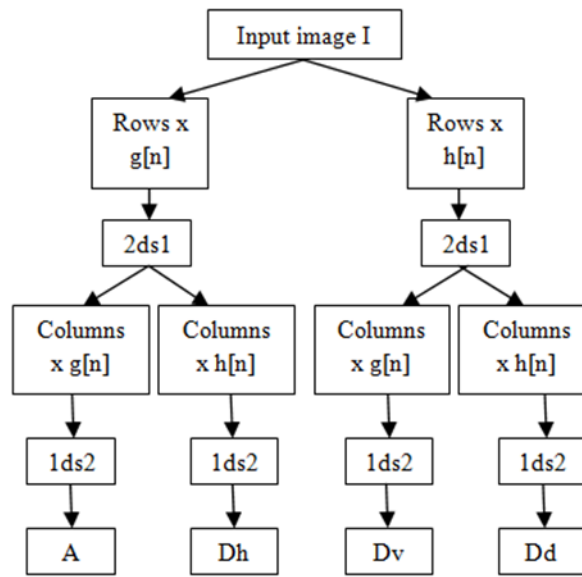 Input image I
Rows x
g[n]
Rows x
h[n]
2ds1
2ds1
Columns
x g[n]
Columns
x h[n]
Columns
x g[n]
Columns
x h[n]
1ds2
1ds2
1ds2
1ds2
A
Dh
Dv
Dd